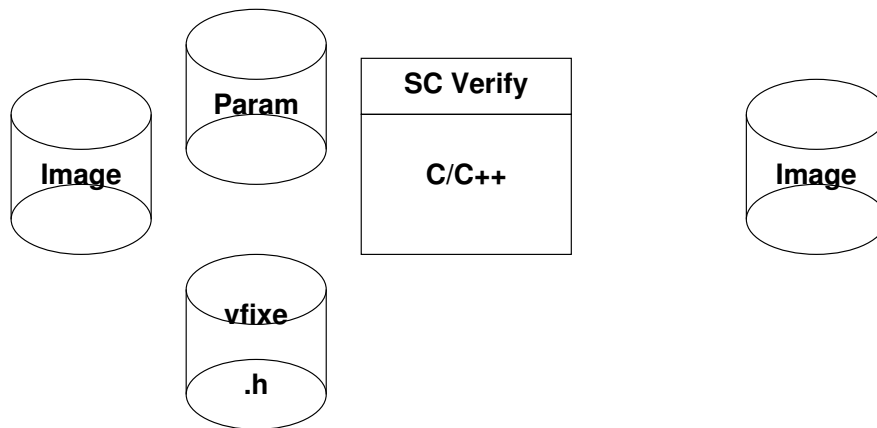 Image
Param
SC Verify
C/C++
Image
vfixe
.h